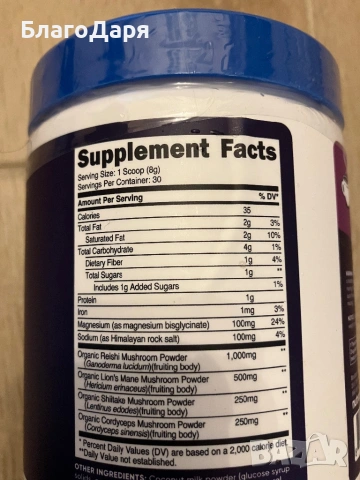 БлагоДаря
Supplement Facts
Serving Size: 1 Scoop (8g)
Servings Per Container: 30
Amount Per Serving % DV*
Calories 35
Total Fat 2g 3%
Saturated Fat 2g 10%
Total Carbohydrate 4g 1%
Dietary Fiber 1g 4%
Total Sugars 1g **
Includes 1g Added Sugars 1%
Protein 1g
Iron 1mg 3%
Magnesium (as magnesium bisglycinate) 100mg 24%
Sodium (as Himalayan rock salt) 100mg 4%
Organic Reishi Mushroom Powder 1,000mg **
(Ganoderma lucidum)(fruiting body)
Organic Lion's Mane Mushroom Powder 500mg **
(Hericium erinaceus)(fruiting body)
Organic Shiitake Mushroom Powder 250mg **
(Lentinus edodes)(fruiting body)
Organic Cordyceps Mushroom Powder 250mg **
(Cordyceps sinensis)(fruiting body)
* Percent Daily Values (DV) are based on a 2,000 calorie diet
**Daily Value not established.
OTHER INGREDIENTS: Coconut milk powder (glucose syrup
BAZAR